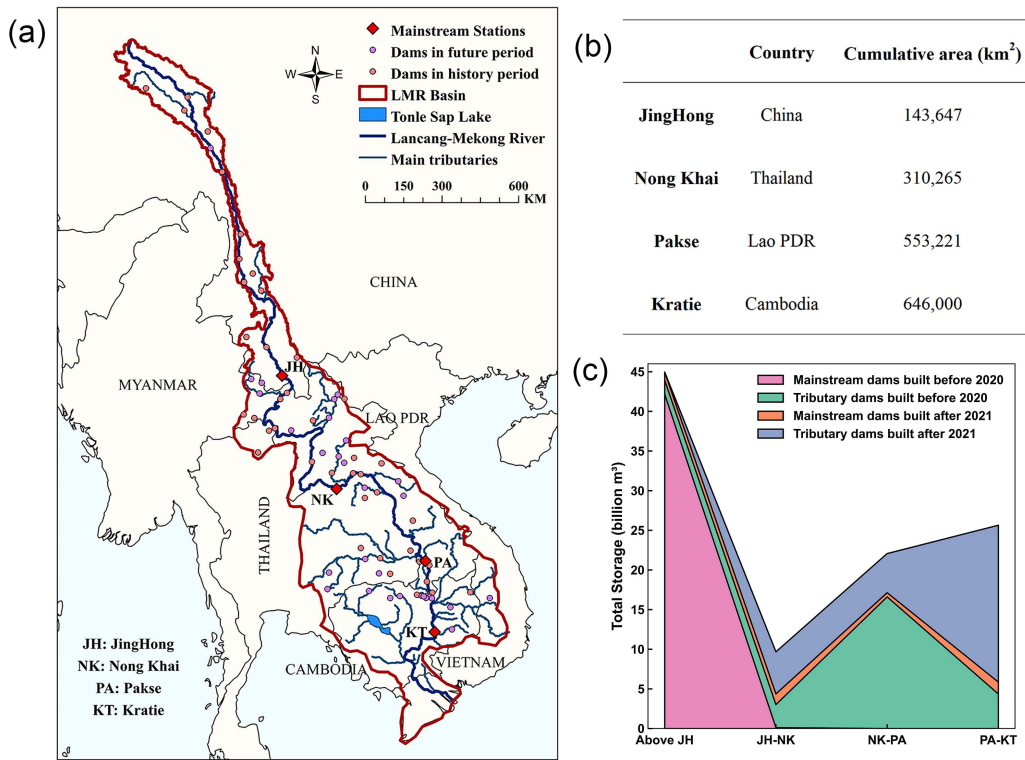 (a)
N
W E
S
Mainstream Stations
Dams in future period
Dams in history period
LMR Basin
Tonle Sap Lake
Lancang-Mekong River
Main tributaries
0 150 300 600
KM
CHINA
MYANMAR
JH
LAO PDR
NK
THAILAND
PA
KT
CAMBODIA
VIETNAM
JH: JingHong
NK: Nong Khai
PA: Pakse
KT: Kratie
(b)
Country Cumulative area (km²)
JingHong China 143,647
Nong Khai Thailand 310,265
Pakse Lao PDR 553,221
Kratie Cambodia 646,000
(c)
Mainstream dams built before 2020
Tributary dams built before 2020
Mainstream dams built after 2021
Tributary dams built after 2021
Total Storage (billion m³)
45
40
35
30
25
20
15
10
5
0
Above JH JH-NK NK-PA PA-KT